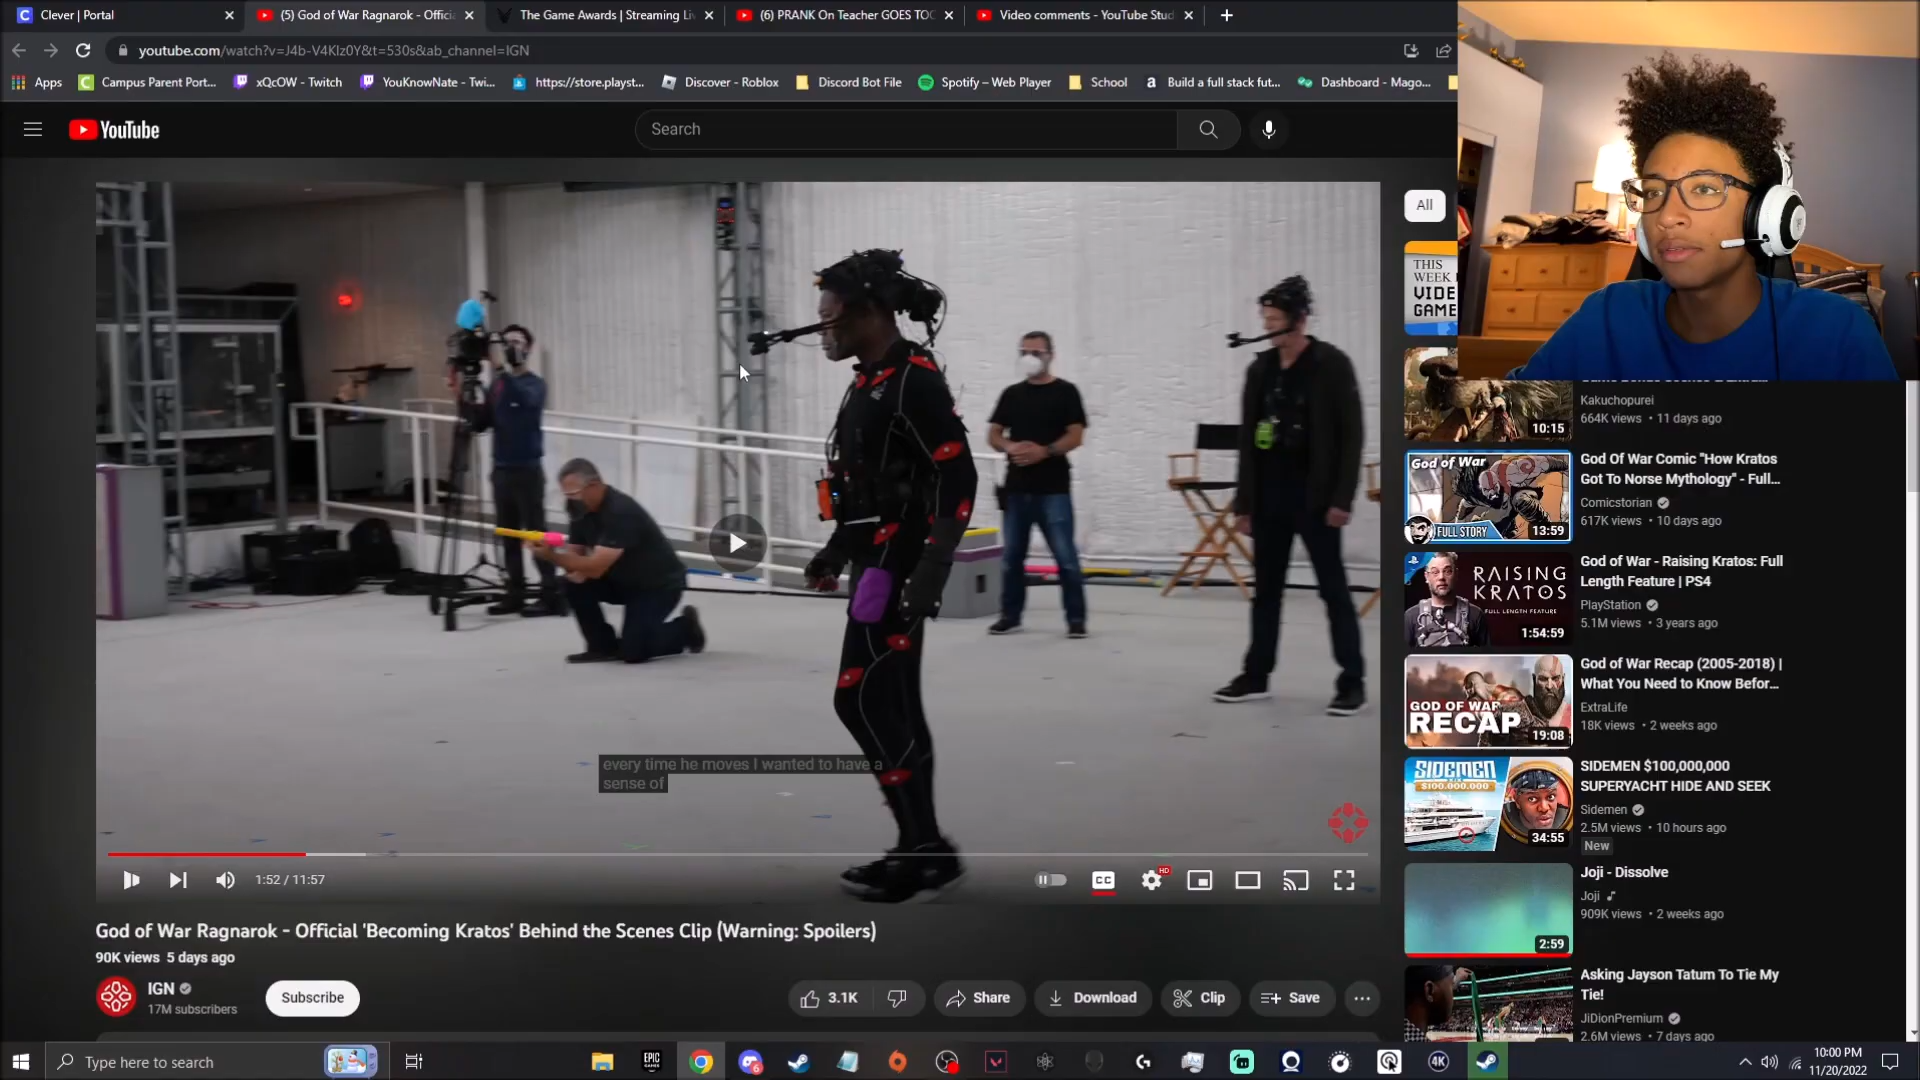 Clever | Portal
(5) God of War Ragnarok - Offici
The Game Awards | Streaming Li
(6) PRANK On Teacher GOES TOO
Video comments - YouTube Stud
youtube.com/watch?v=J4b-V4Klz0Y&t=530s&ab_channel=IGN
Apps
Campus Parent Port...
xQcOW - Twitch
YouKnowNate - Twi...
https://store.playst...
Discover - Roblox
Discord Bot File
Spotify – Web Player
School
Build a full stack fut...
Dashboard - Mago...
YouTube
Search
All
THIS
WEEK
VIDE
GAME
Kakuchopurei
664K views • 11 days ago
10:15
God of War
FULL STORY
13:59
God Of War Comic "How Kratos
Got To Norse Mythology" - Full...
Comicstorian
617K views • 10 days ago
RAISING
KRATOS
FULL LENGTH FEATURE
1:54:59
God of War - Raising Kratos: Full
Length Feature | PS4
PlayStation
5.1M views • 3 years ago
GOD OF WAR
RECAP
19:08
God of War Recap (2005-2018) |
What You Need to Know Befor...
ExtraLife
18K views • 2 weeks ago
SIDEMEN
$100.000.000
34:55
SIDEMEN $100,000,000
SUPERYACHT HIDE AND SEEK
Sidemen
2.5M views • 10 hours ago
New
2:59
Joji - Dissolve
Joji
909K views • 2 weeks ago
Asking Jayson Tatum To Tie My
Tie!
JiDionPremium
2.6M views • 7 days ago
every time he moves I wanted to have a
sense of
1:52 / 11:57
CC
HD
God of War Ragnarok - Official 'Becoming Kratos' Behind the Scenes Clip (Warning: Spoilers)
90K views 5 days ago
IGN
17M subscribers
Subscribe
3.1K
Share
Download
Clip
Save
Type here to search
EPIC
GAMES
4K
10:00 PM
11/20/2022